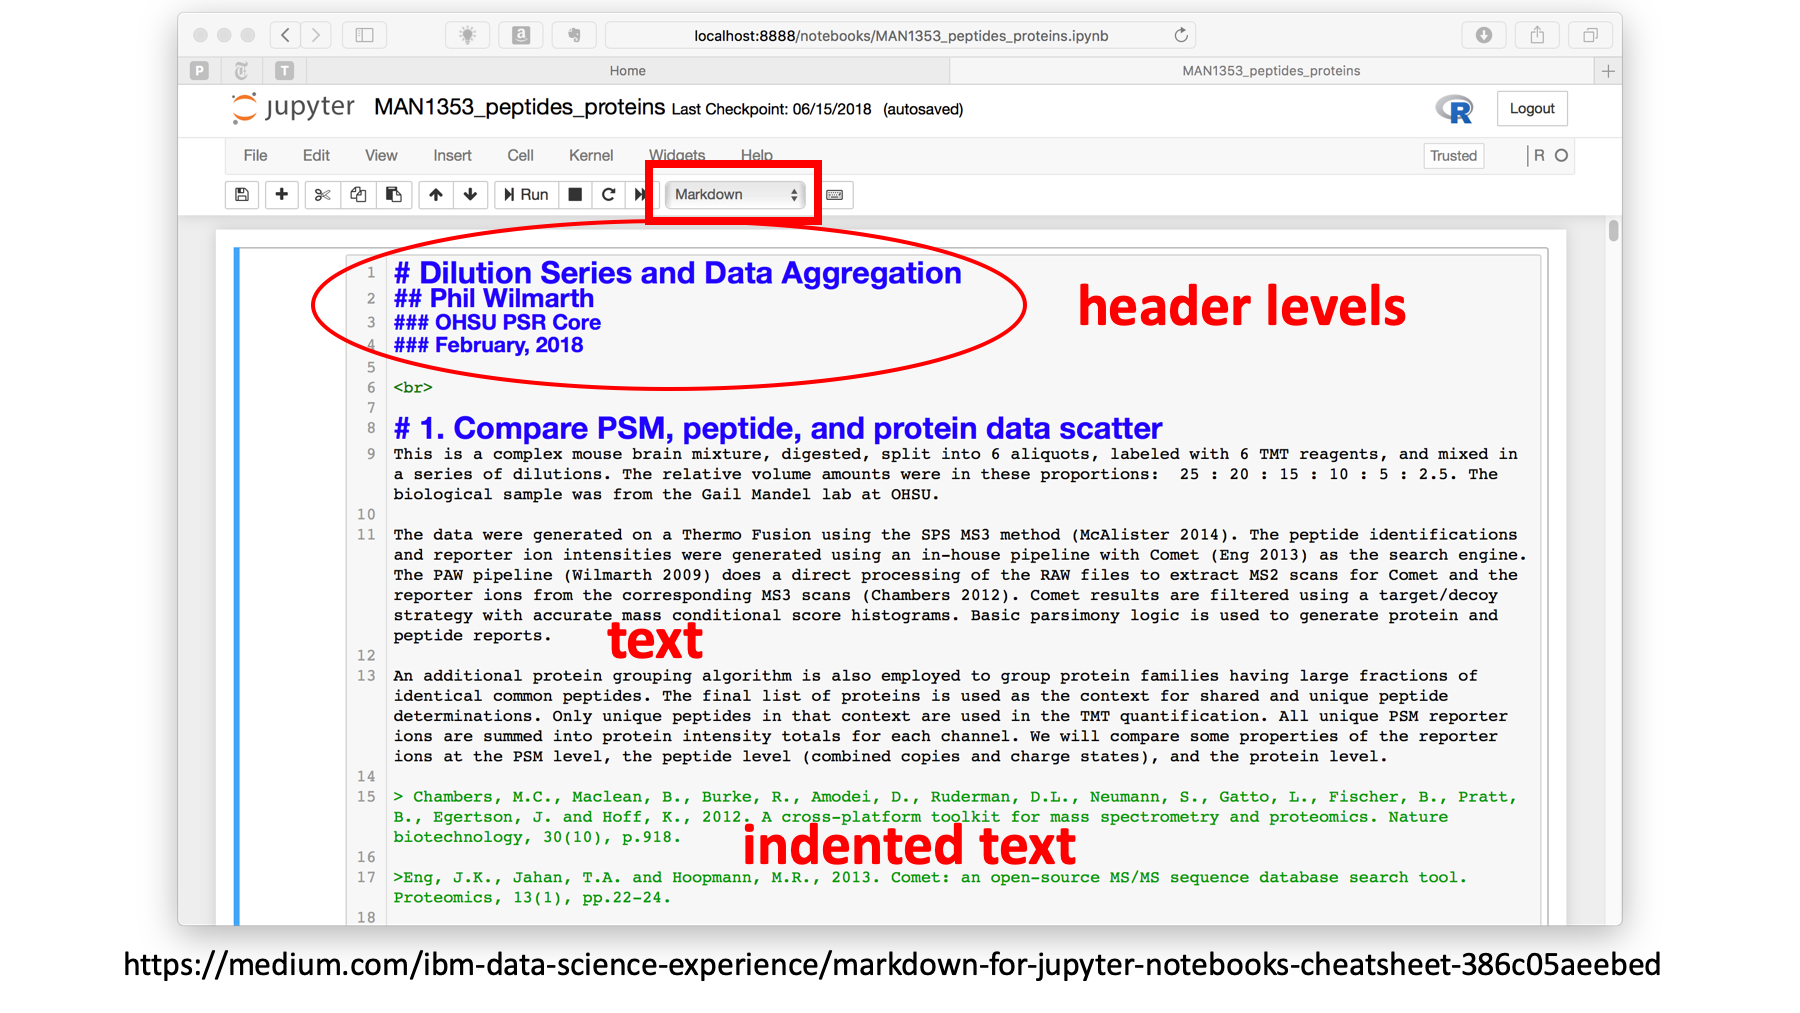 localhost:8888/notebooks/MAN1353_peptides_proteins.ipynb
P T T Home MAN1353_peptides_proteins
jupyter MAN1353_peptides_proteins Last Checkpoint: 06/15/2018 (autosaved) R Logout
File Edit View Insert Cell Kernel Widgets Help Trusted R
Run Markdown
1 # Dilution Series and Data Aggregation
2 ## Phil Wilmarth
3 ### OHSU PSR Core
4 ### February, 2018
header levels
5
6 <br>
7
8 # 1. Compare PSM, peptide, and protein data scatter
9 This is a complex mouse brain mixture, digested, split into 6 aliquots, labeled with 6 TMT reagents, and mixed in
a series of dilutions. The relative volume amounts were in these proportions: 25 : 20 : 15 : 10 : 5 : 2.5. The
biological sample was from the Gail Mandel lab at OHSU.
10
11 The data were generated on a Thermo Fusion using the SPS MS3 method (McAlister 2014). The peptide identifications
and reporter ion intensities were generated using an in-house pipeline with Comet (Eng 2013) as the search engine.
The PAW pipeline (Wilmarth 2009) does a direct processing of the RAW files to extract MS2 scans for Comet and the
reporter ions from the corresponding MS3 scans (Chambers 2012). Comet results are filtered using a target/decoy
strategy with accurate mass conditional score histograms. Basic parsimony logic is used to generate protein and
peptide reports.
text
12
13 An additional protein grouping algorithm is also employed to group protein families having large fractions of
identical common peptides. The final list of proteins is used as the context for shared and unique peptide
determinations. Only unique peptides in that context are used in the TMT quantification. All unique PSM reporter
ions are summed into protein intensity totals for each channel. We will compare some properties of the reporter
ions at the PSM level, the peptide level (combined copies and charge states), and the protein level.
14
15 > Chambers, M.C., Maclean, B., Burke, R., Amodei, D., Ruderman, D.L., Neumann, S., Gatto, L., Fischer, B., Pratt,
B., Egertson, J. and Hoff, K., 2012. A cross-platform toolkit for mass spectrometry and proteomics. Nature
biotechnology, 30(10), p.918.
indented text
16
17 >Eng, J.K., Jahan, T.A. and Hoopmann, M.R., 2013. Comet: an open-source MS/MS sequence database search tool.
Proteomics, 13(1), pp.22-24.
18
https://medium.com/ibm-data-science-experience/markdown-for-jupyter-notebooks-cheatsheet-386c05aeebed